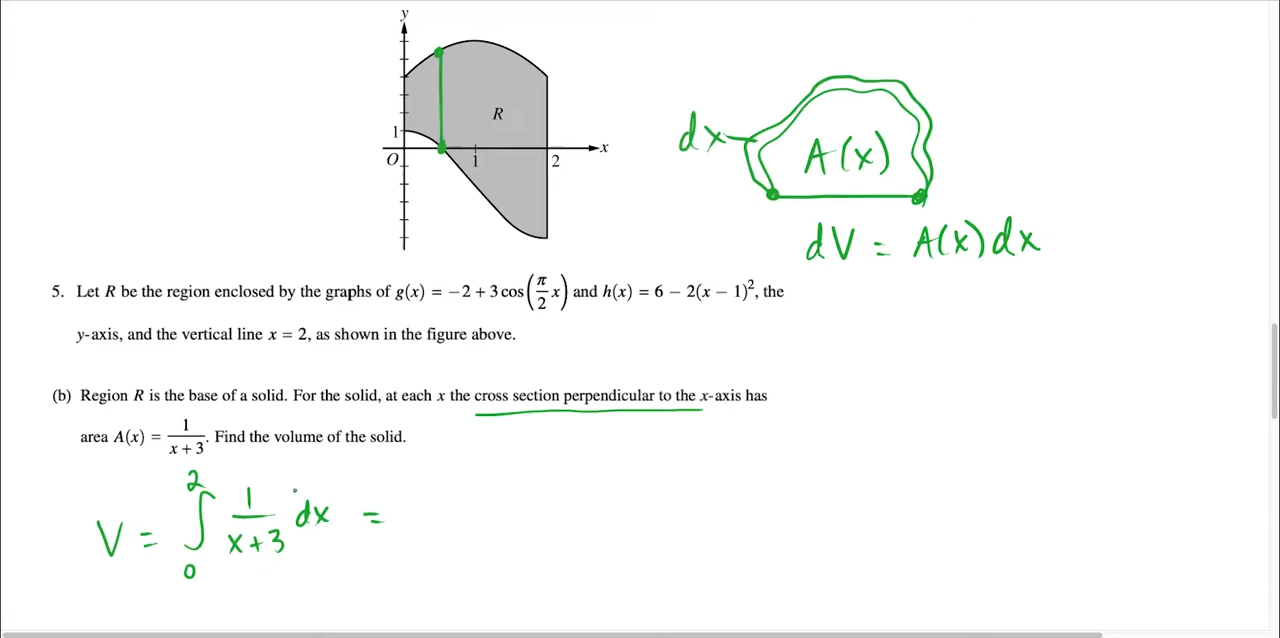 y
R
1
O
1
2
x
dx
A(x)
dV = A(x)dx
5. Let R be the region enclosed by the graphs of g(x) = −2 + 3 cos(π/2 x) and h(x) = 6 − 2(x − 1)², the
y-axis, and the vertical line x = 2, as shown in the figure above.
(b) Region R is the base of a solid. For the solid, at each x the cross section perpendicular to the x-axis has
area A(x) = 1/(x + 3). Find the volume of the solid.
V = ∫₀² 1/(x+3) dx =